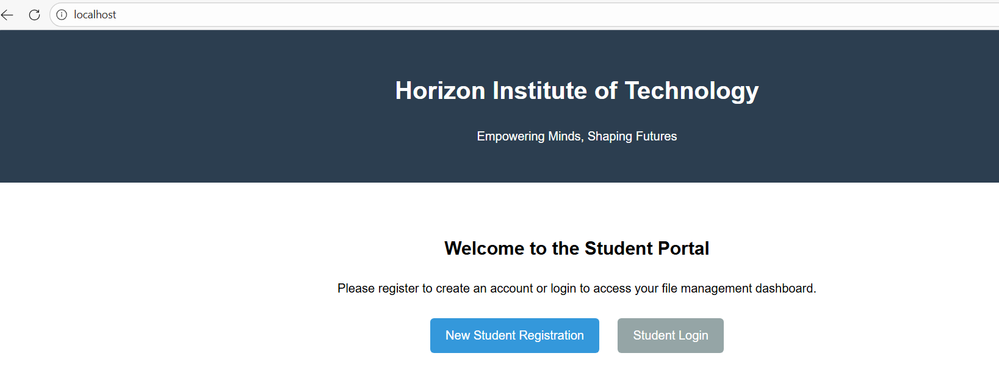 localhost
Horizon Institute of Technology
Empowering Minds, Shaping Futures
Welcome to the Student Portal
Please register to create an account or login to access your file management dashboard.
New Student Registration
Student Login